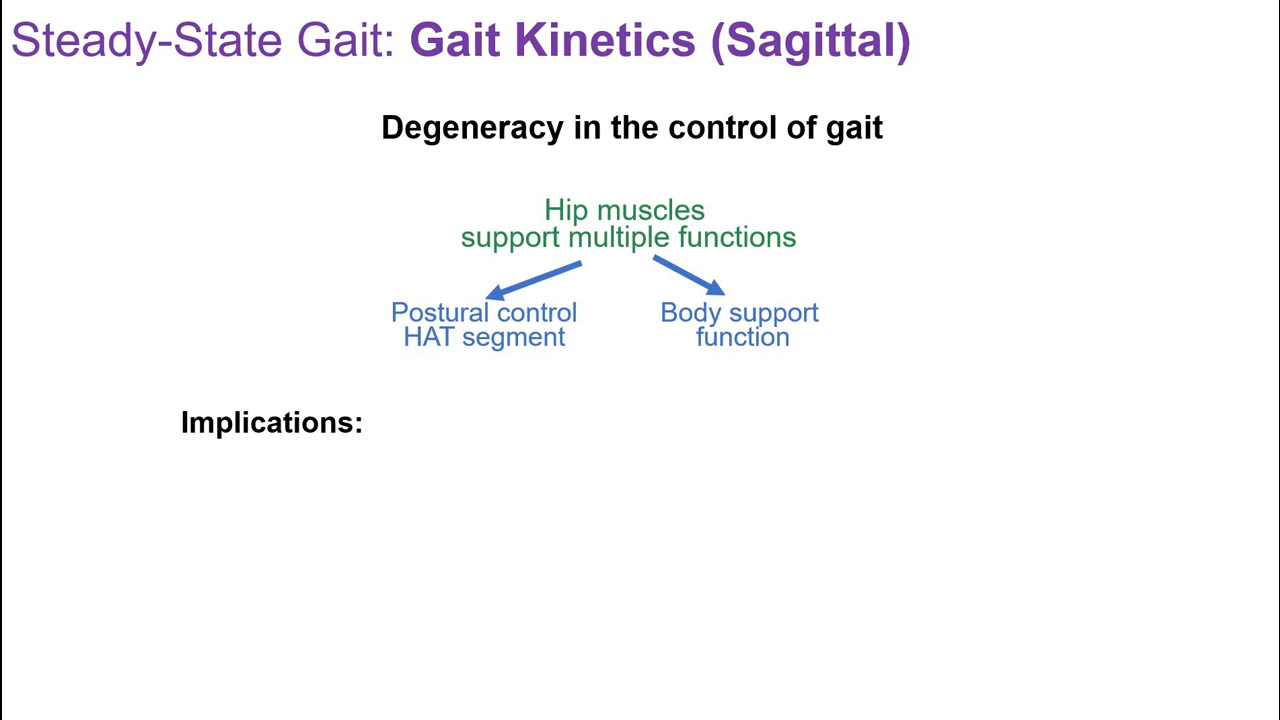 Steady-State Gait: Gait Kinetics (Sagittal)
Degeneracy in the control of gait
Hip muscles
support multiple functions
Postural control
HAT segment
Body support
function
Implications: